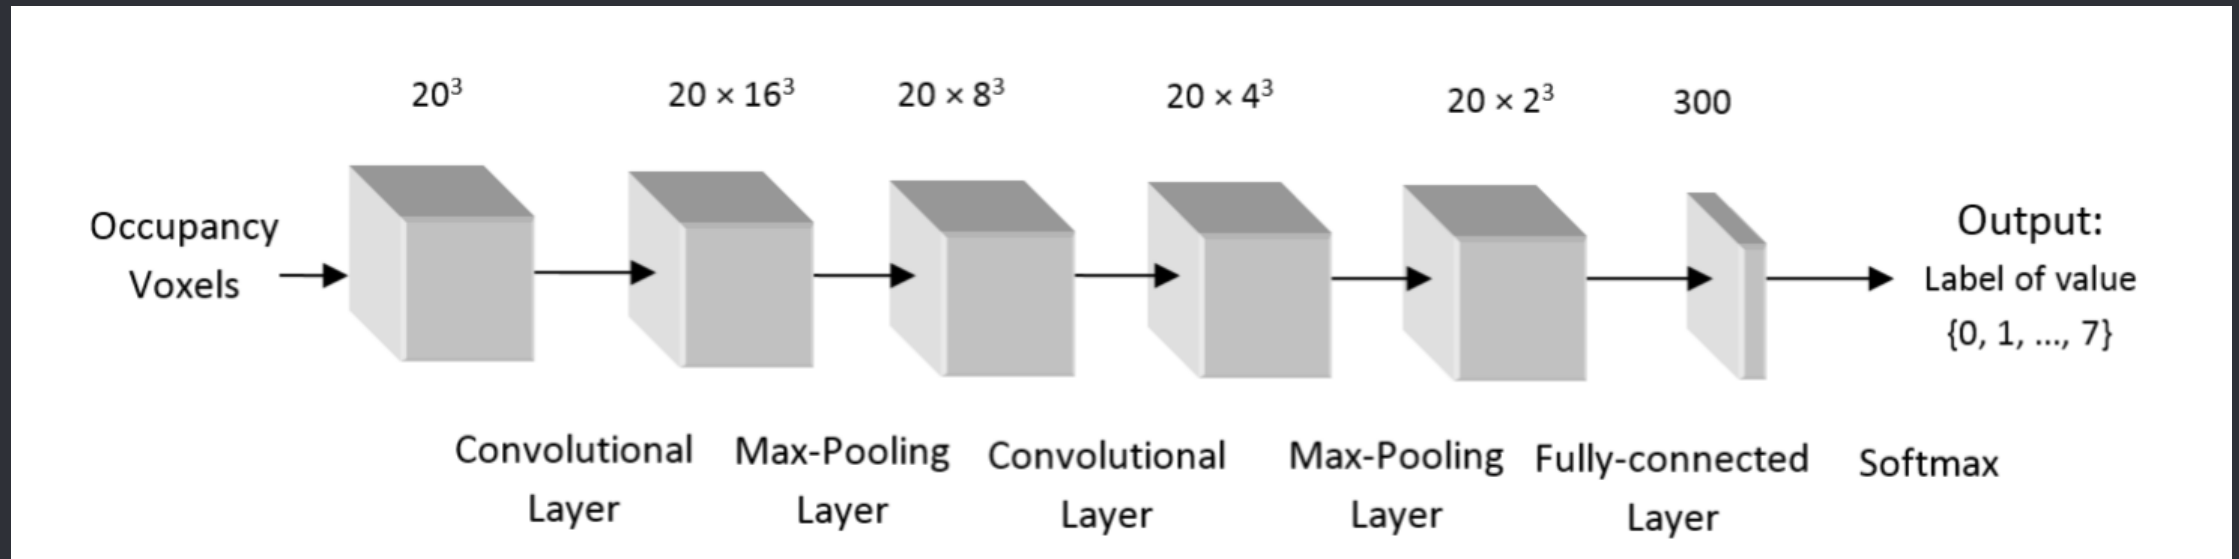 20³
20 × 16³
20 × 8³
20 × 4³
20 × 2³
300
Occupancy
Voxels
Output:
Label of value
{0, 1, ..., 7}
Convolutional
Layer
Max-Pooling
Layer
Convolutional
Layer
Max-Pooling
Layer
Fully-connected
Layer
Softmax